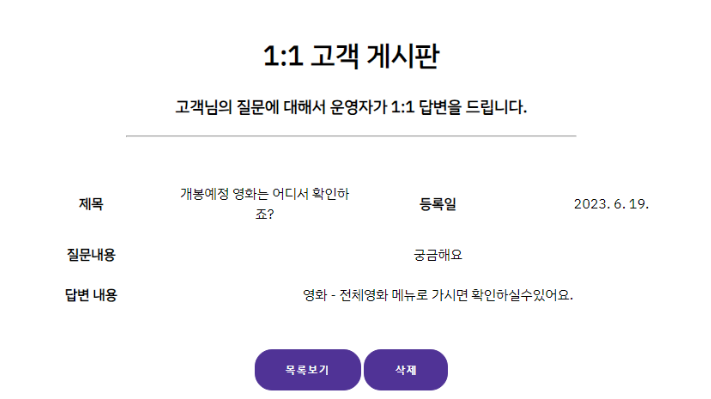 1:1 고객 게시판
고객님의 질문에 대해서 운영자가 1:1 답변을 드립니다.
제목 개봉예정 영화는 어디서 확인하
죠? 등록일 2023. 6. 19.
질문내용 궁금해요
답변 내용 영화 - 전체영화 메뉴로 가시면 확인하실수있어요.
목록보기 삭제